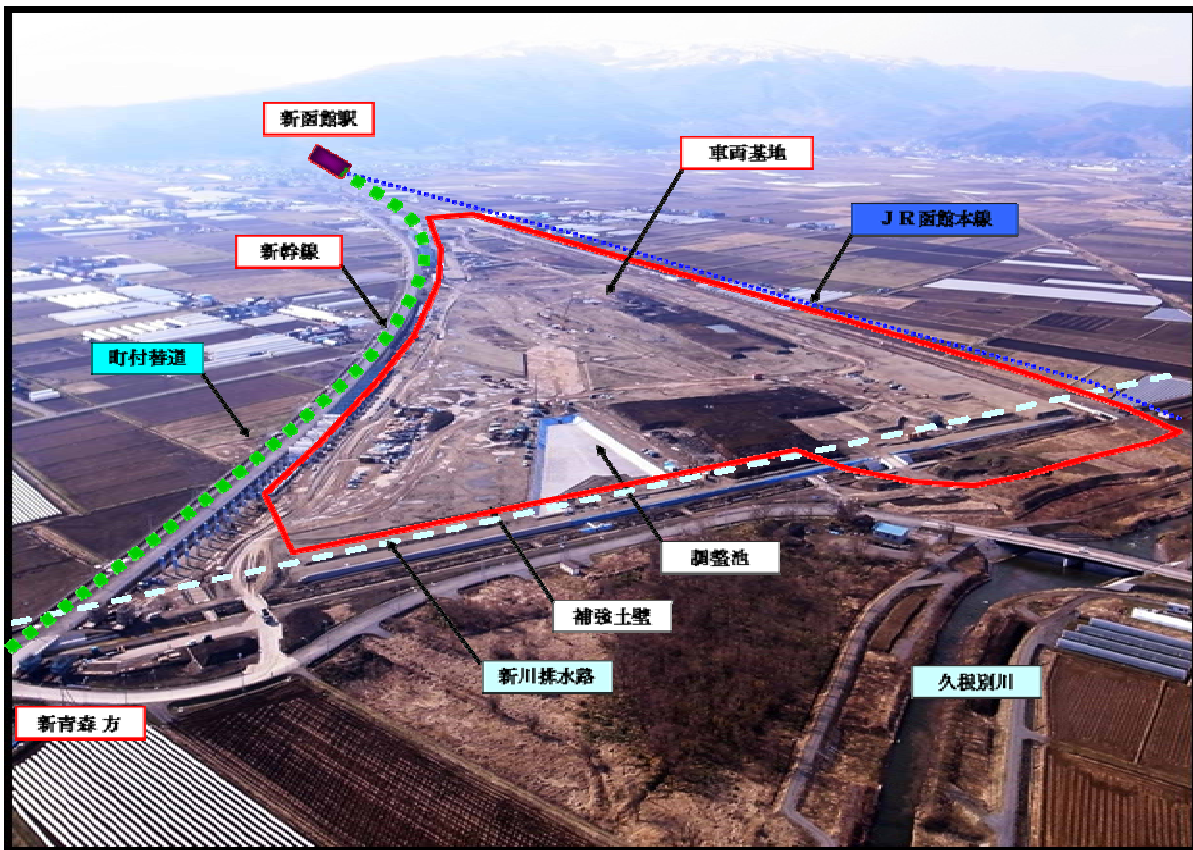 新函館駅
車両基地
ＪＲ函館本線
新幹線
町付替道
調整池
補強土壁
新川排水路
久根別川
新青森方